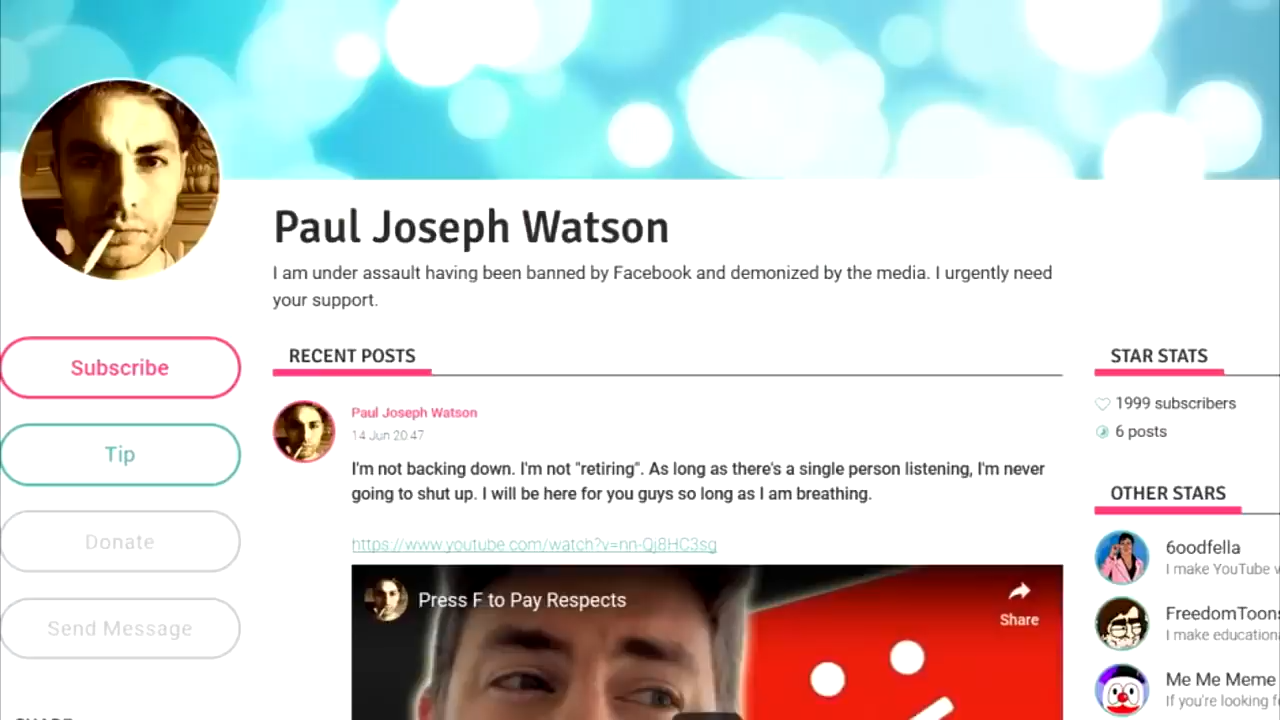 Paul Joseph Watson
I am under assault having been banned by Facebook and demonized by the media. I urgently need
your support.
Subscribe
Tip
Donate
Send Message
RECENT POSTS
Paul Joseph Watson
14 Jun 20:47
I'm not backing down. I'm not "retiring". As long as there's a single person listening, I'm never
going to shut up. I will be here for you guys so long as I am breathing.
https://www.youtube.com/watch?v=nn-Qj8HC3sg
Press F to Pay Respects
Share
STAR STATS
1999 subscribers
6 posts
OTHER STARS
6oodfella
I make YouTube v
FreedomToons
I make educationa
Me Me Meme
If you're looking f